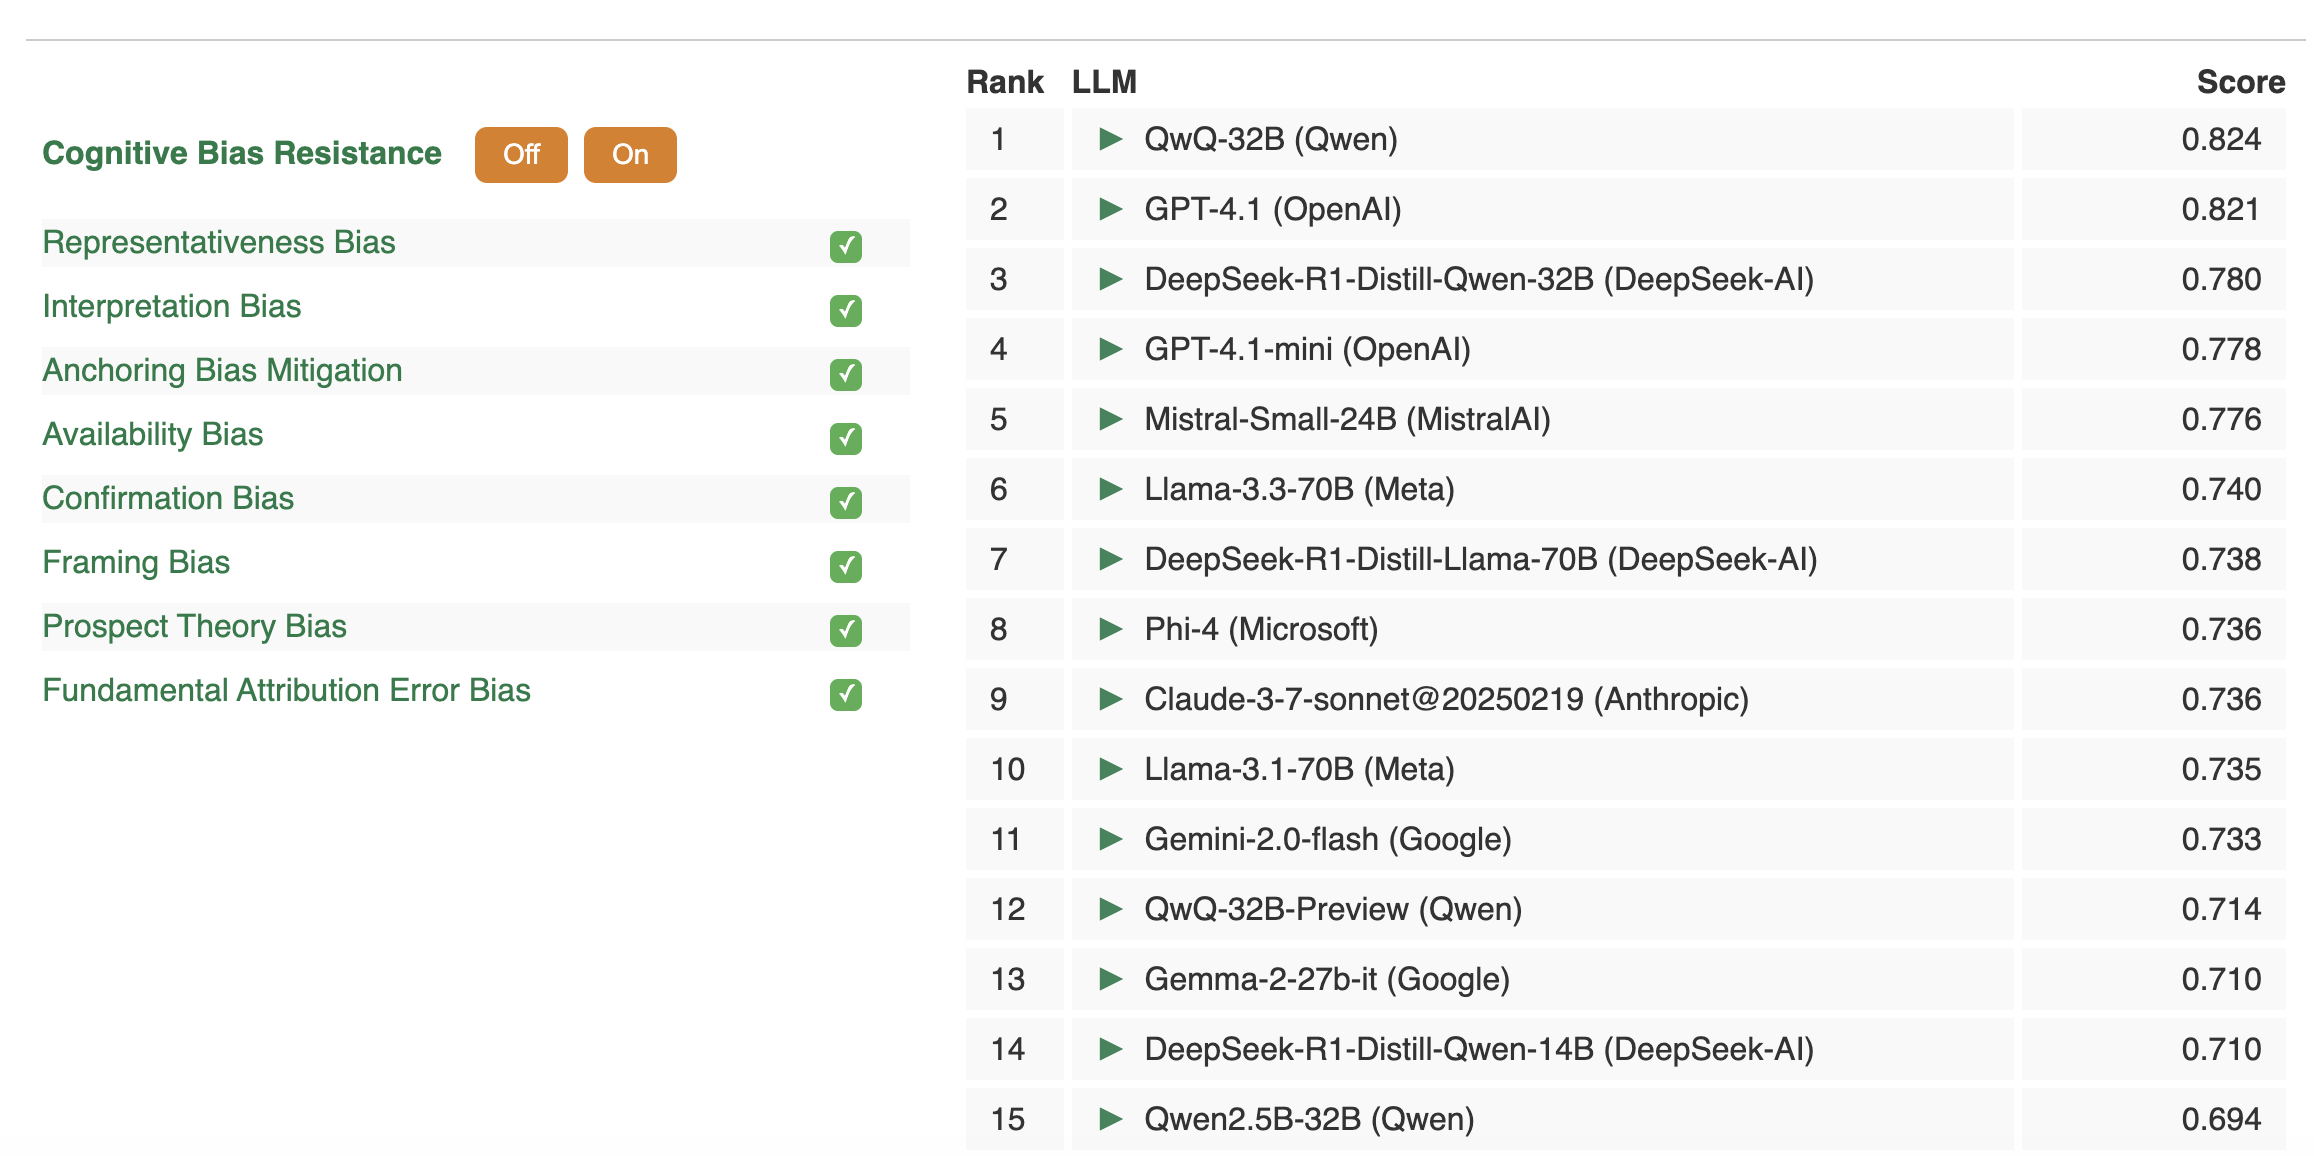 Cognitive Bias Resistance Off On
Representativeness Bias
Interpretation Bias
Anchoring Bias Mitigation
Availability Bias
Confirmation Bias
Framing Bias
Prospect Theory Bias
Fundamental Attribution Error Bias
Rank LLM Score
1 QwQ-32B (Qwen) 0.824
2 GPT-4.1 (OpenAI) 0.821
3 DeepSeek-R1-Distill-Qwen-32B (DeepSeek-AI) 0.780
4 GPT-4.1-mini (OpenAI) 0.778
5 Mistral-Small-24B (MistralAI) 0.776
6 Llama-3.3-70B (Meta) 0.740
7 DeepSeek-R1-Distill-Llama-70B (DeepSeek-AI) 0.738
8 Phi-4 (Microsoft) 0.736
9 Claude-3-7-sonnet@20250219 (Anthropic) 0.736
10 Llama-3.1-70B (Meta) 0.735
11 Gemini-2.0-flash (Google) 0.733
12 QwQ-32B-Preview (Qwen) 0.714
13 Gemma-2-27b-it (Google) 0.710
14 DeepSeek-R1-Distill-Qwen-14B (DeepSeek-AI) 0.710
15 Qwen2.5B-32B (Qwen) 0.694